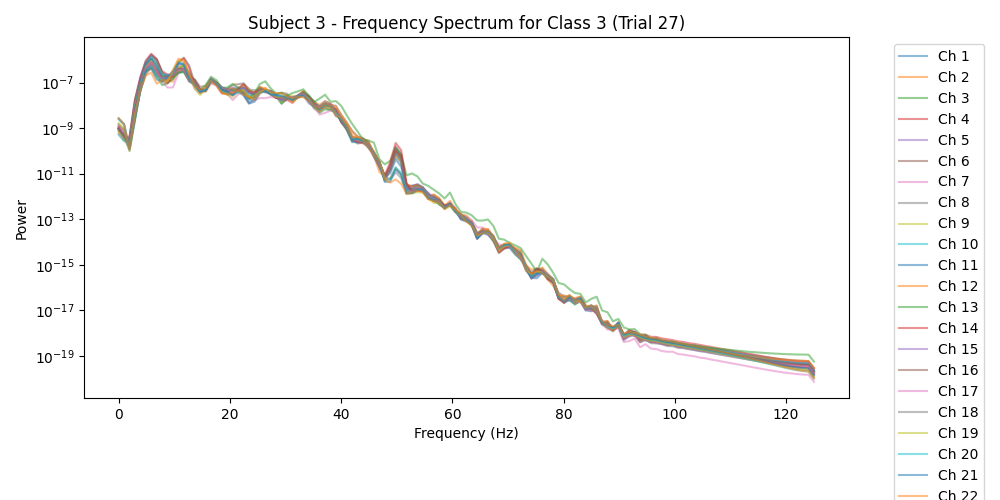 Subject 3 - Frequency Spectrum for Class 3 (Trial 27)
Power
10⁻⁷
10⁻⁹
10⁻¹¹
10⁻¹³
10⁻¹⁵
10⁻¹⁷
10⁻¹⁹
0 20 40 60 80 100 120
Frequency (Hz)
Ch 1
Ch 2
Ch 3
Ch 4
Ch 5
Ch 6
Ch 7
Ch 8
Ch 9
Ch 10
Ch 11
Ch 12
Ch 13
Ch 14
Ch 15
Ch 16
Ch 17
Ch 18
Ch 19
Ch 20
Ch 21
Ch 22